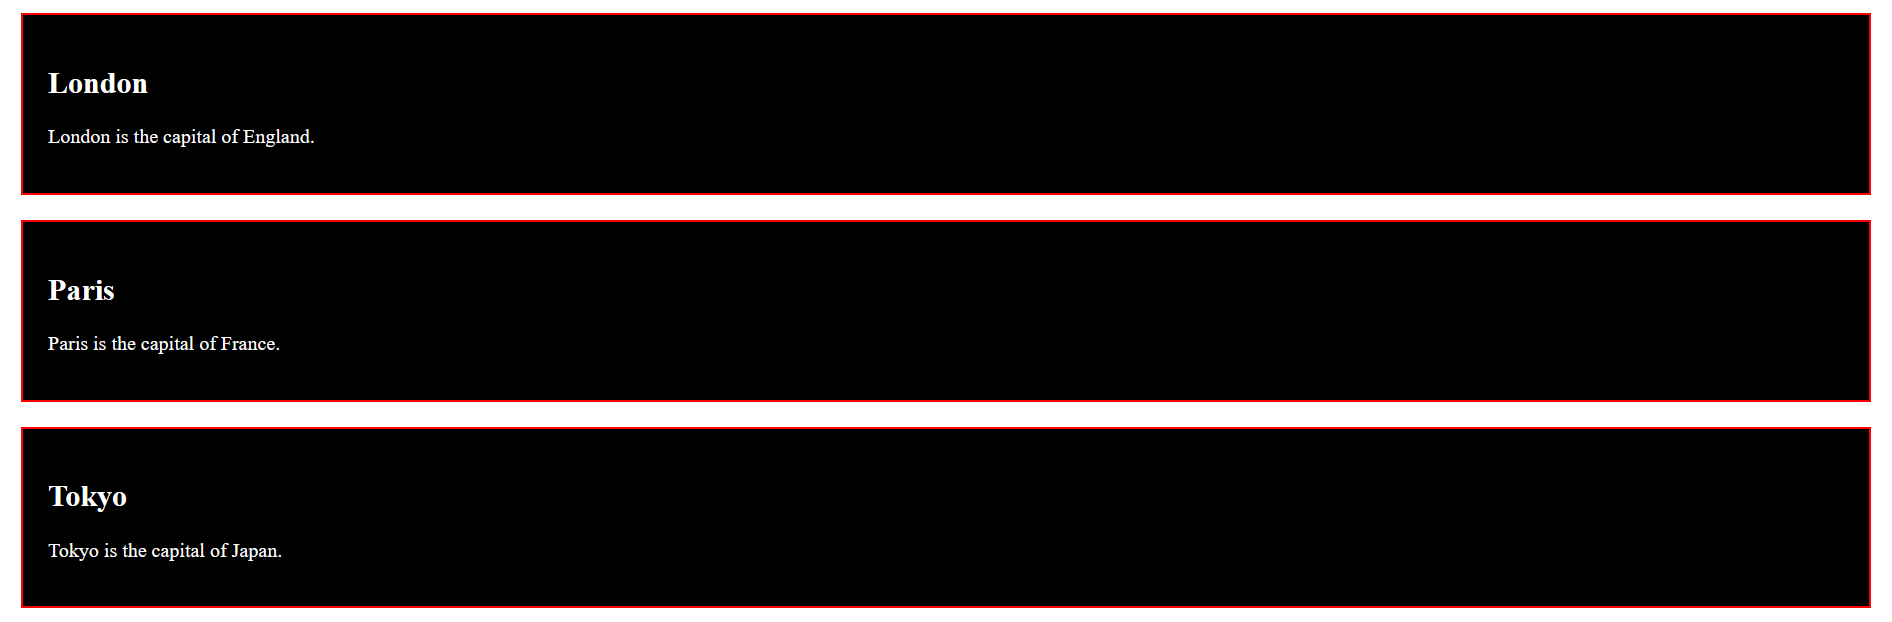 London
London is the capital of England.
Paris
Paris is the capital of France.
Tokyo
Tokyo is the capital of Japan.